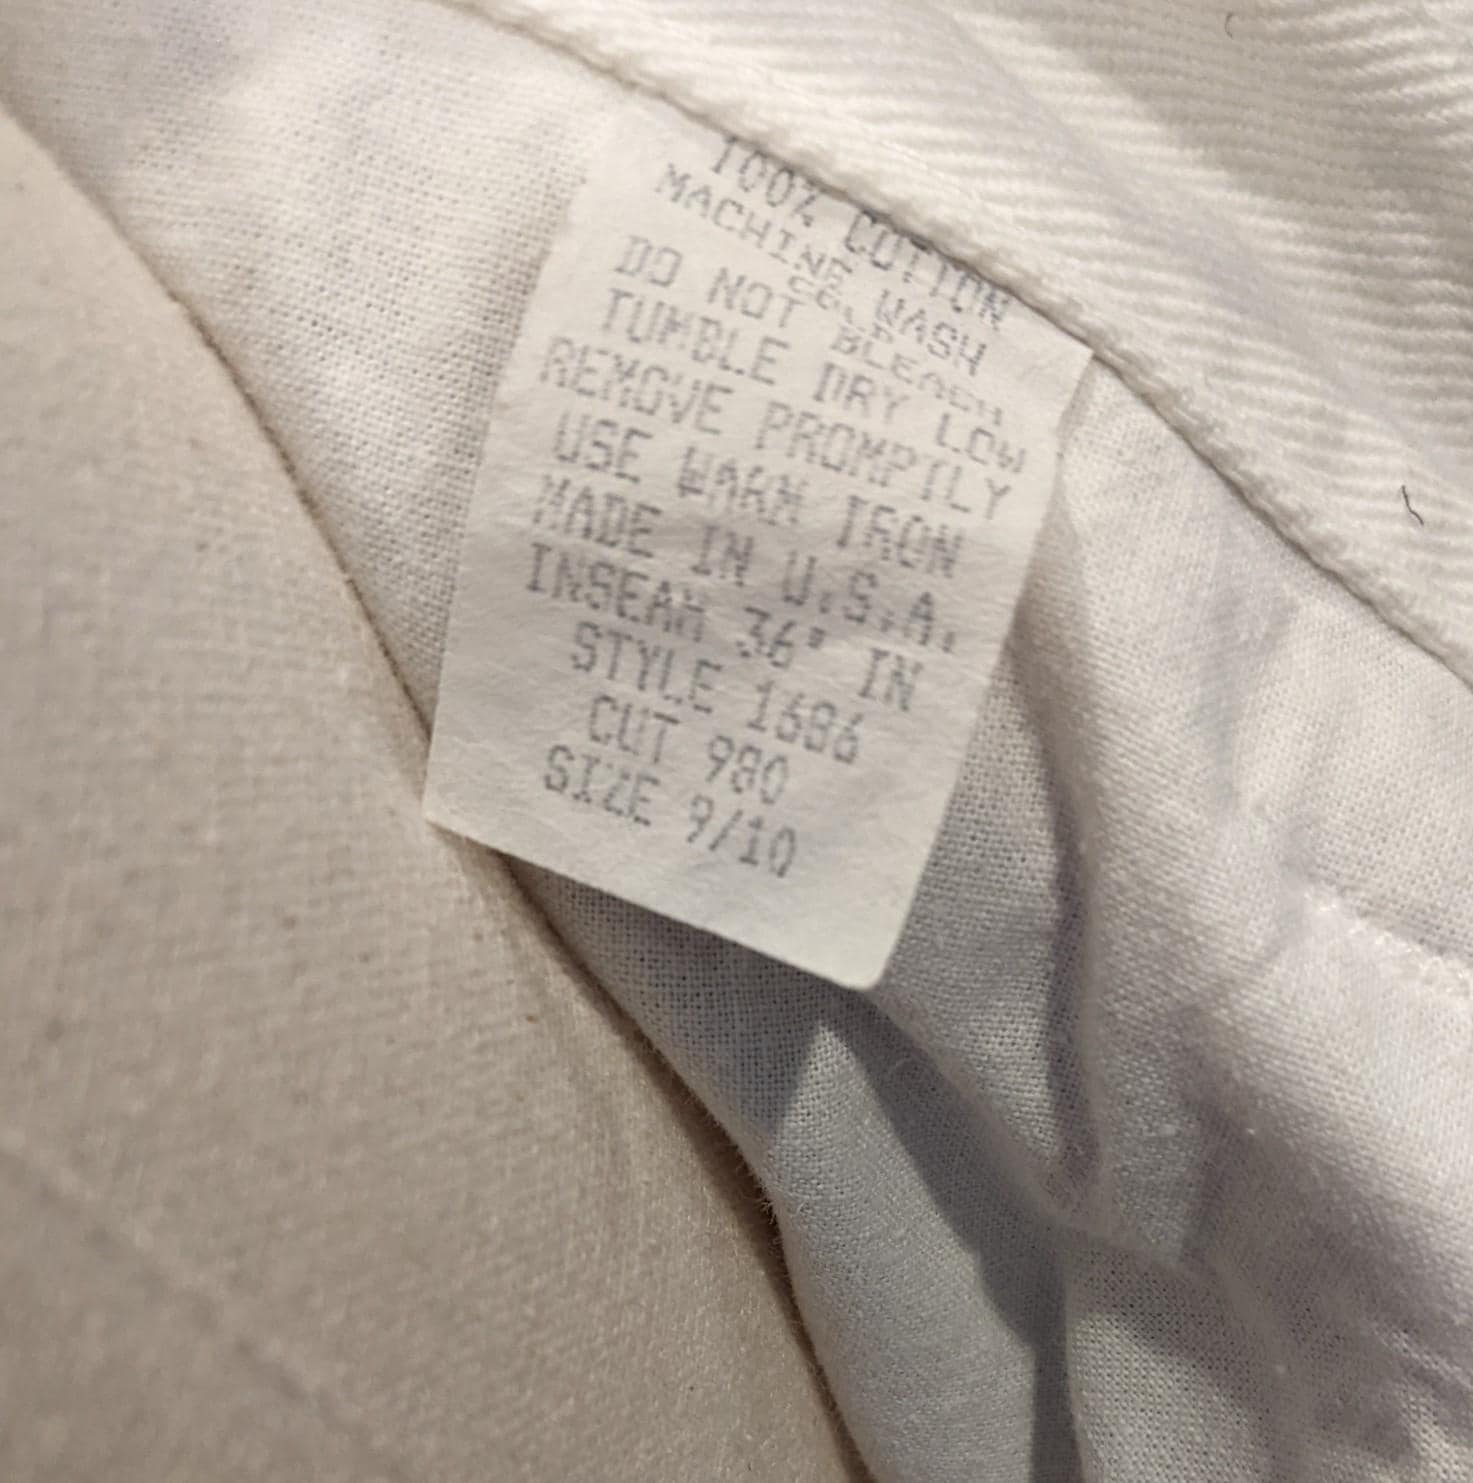 100% COTTON
MACHINE WASH
COLD
DO NOT BLEACH
TUMBLE DRY LOW
REMOVE PROMPTLY
USE WARM IRON
MADE IN U.S.A.
INSEAM 36" IN
STYLE 1686
CUT 980
SIZE 9/10